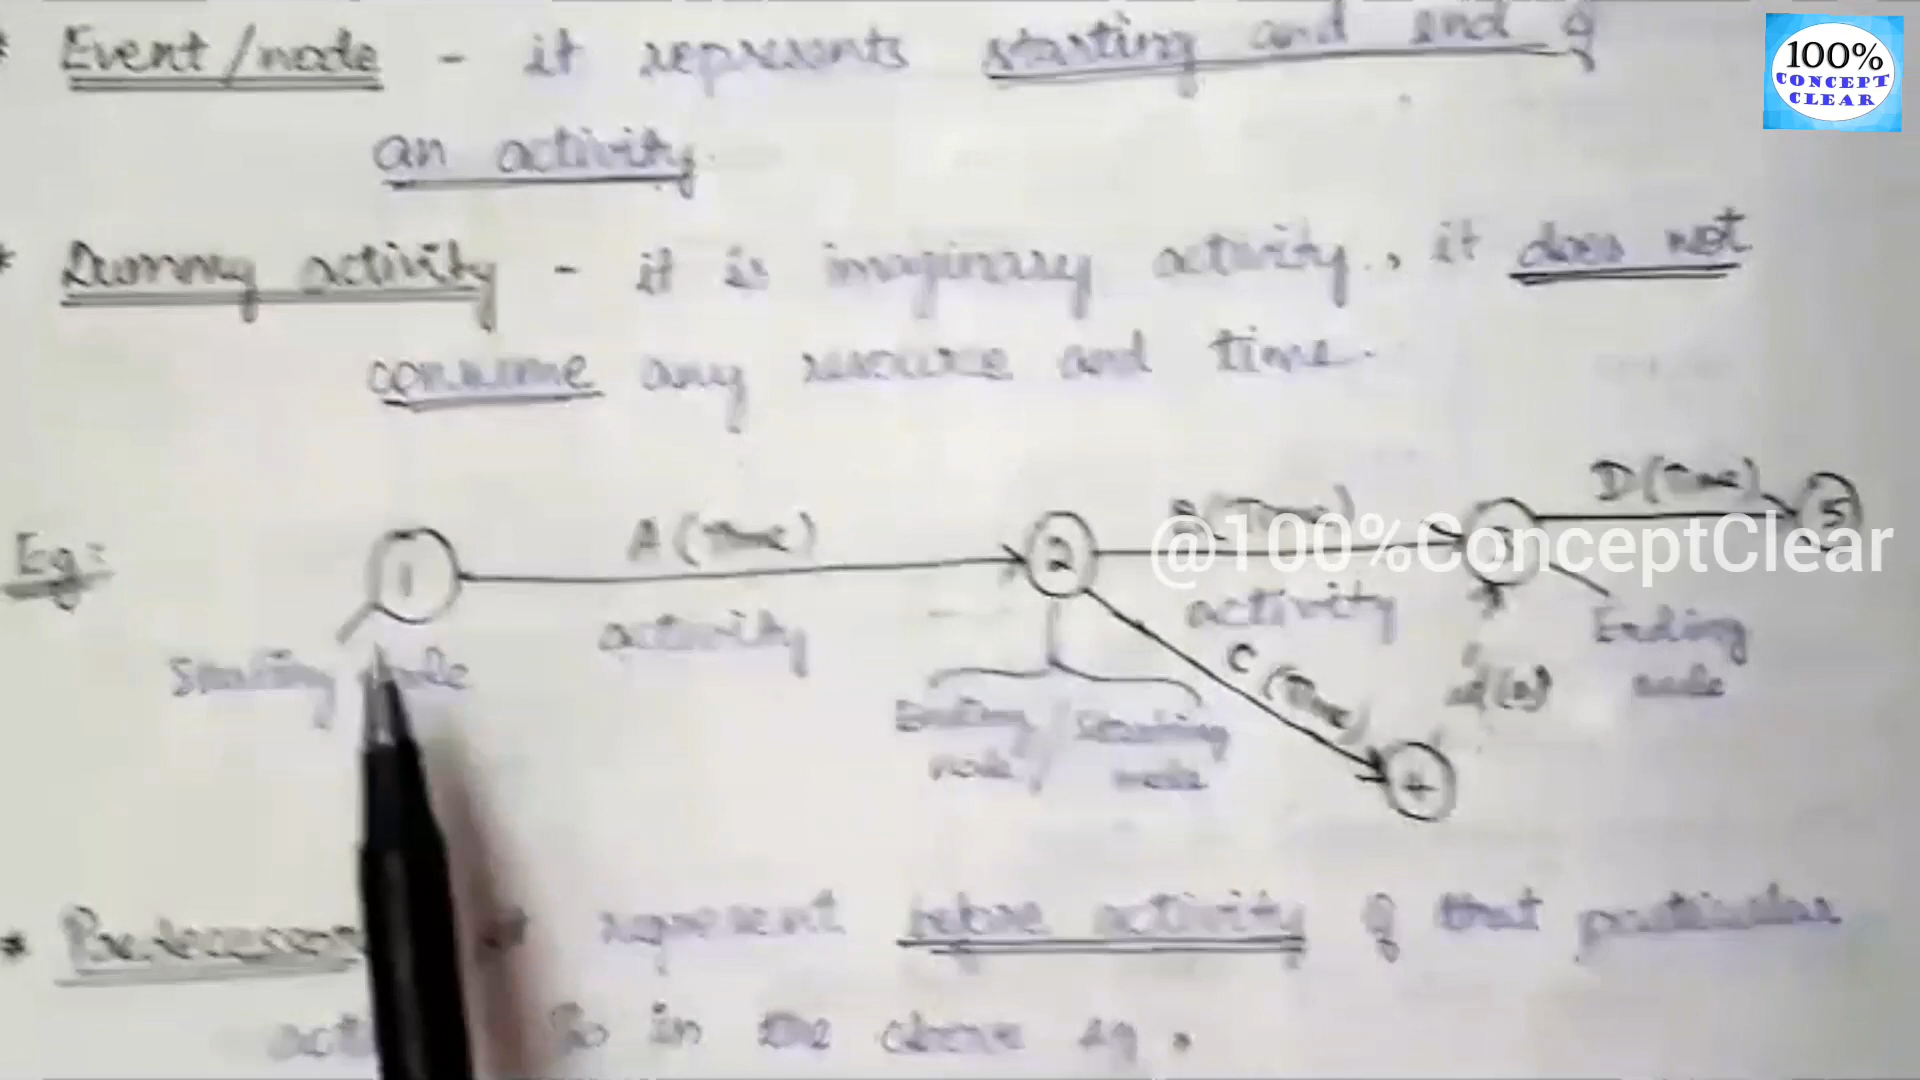 * Event/node - it represents starting and end of
an activity.
* Dummy activity - it is imaginary activity., it does not
consume any resource and time.
100%
CONCEPT
CLEAR
Eg:
1
A (Time)
activity
2
B (Time)
activity
3
D (Time)
5
@100%ConceptClear
Starting node
Ending node / Starting node
C (Time)
4
Ending
node
* Predecessor represent before activity of that particular
So in the above eg.